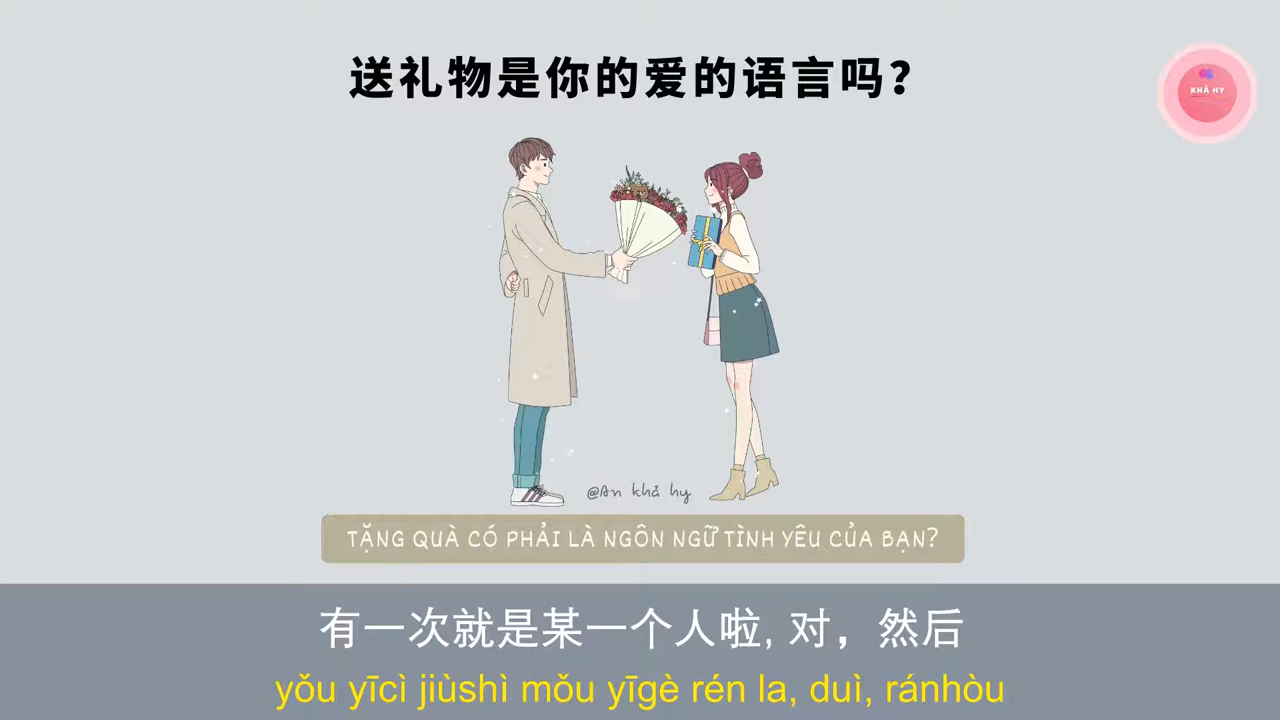 送礼物是你的爱的语言吗？
KHẢ HY
@An khả hy
TẶNG QUÀ CÓ PHẢI LÀ NGÔN NGỮ TÌNH YÊU CỦA BẠN?
有一次就是某一个人啦, 对，然后
yǒu yīcì jiùshì mǒu yīgè rén la, duì, ránhòu